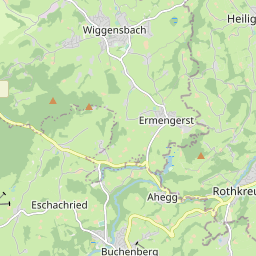 Heilig
Wiggensbach
Ermengerst
Eschachried
Ahegg
Rothkreu
Buchenberg